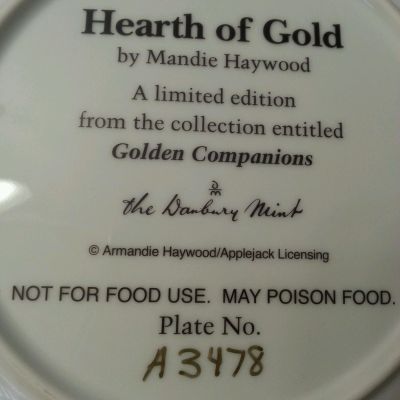 Hearth of Gold
by Mandie Haywood
A limited edition
from the collection entitled
Golden Companions
DM
the Danbury Mint
© Armandie Haywood/Applejack Licensing
NOT FOR FOOD USE. MAY POISON FOOD.
Plate No.
A3478